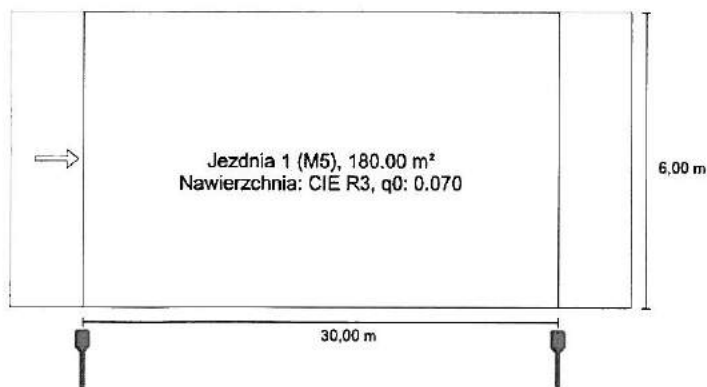 Jezdnia 1 (M5), 180.00 m²
Nawierzchnia: CIE R3, q0: 0.070
6,00 m
30,00 m